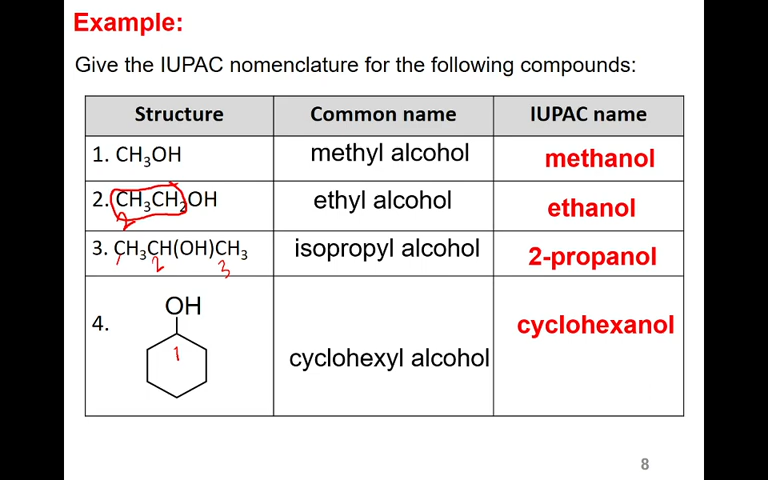 Example:
Give the IUPAC nomenclature for the following compounds:
Structure Common name IUPAC name
1. CH₃OH methyl alcohol methanol
2. CH₃CH₂OH ethyl alcohol ethanol
2
3. CH₃CH(OH)CH₃ isopropyl alcohol 2-propanol
1 2 3
OH
4. cyclohexanol
1
cyclohexyl alcohol
8